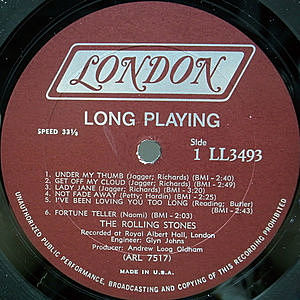 LONDON
LONG PLAYING
SPEED 33⅓
Side
1 LL3493
1- UNDER MY THUMB (Jagger; Richards) (BMI - 2:40)
2- GET OFF MY CLOUD (Jagger; Richards) (BMI - 2:49)
3- LADY JANE (Jagger; Richards) (BMI - 3:20)
4- NOT FADE AWAY (Petty; Hardin) (BMI - 2:25)
5- I'VE BEEN LOVING YOU TOO LONG (Reading; Butler)
(BMI - 2:43)
6- FORTUNE TELLER (Naomi) (BMI - 2:03)
THE ROLLING STONES
Recorded at Royal Albert Hall, London
Engineer: Glyn Johns
Producer: Andrew Loog Oldham
(ARL 7517)
MADE IN U.S.A.
UNAUTHORIZED PUBLIC PERFORMANCE, BROADCASTING AND COPYING OF THIS RECORDING PROHIBITED